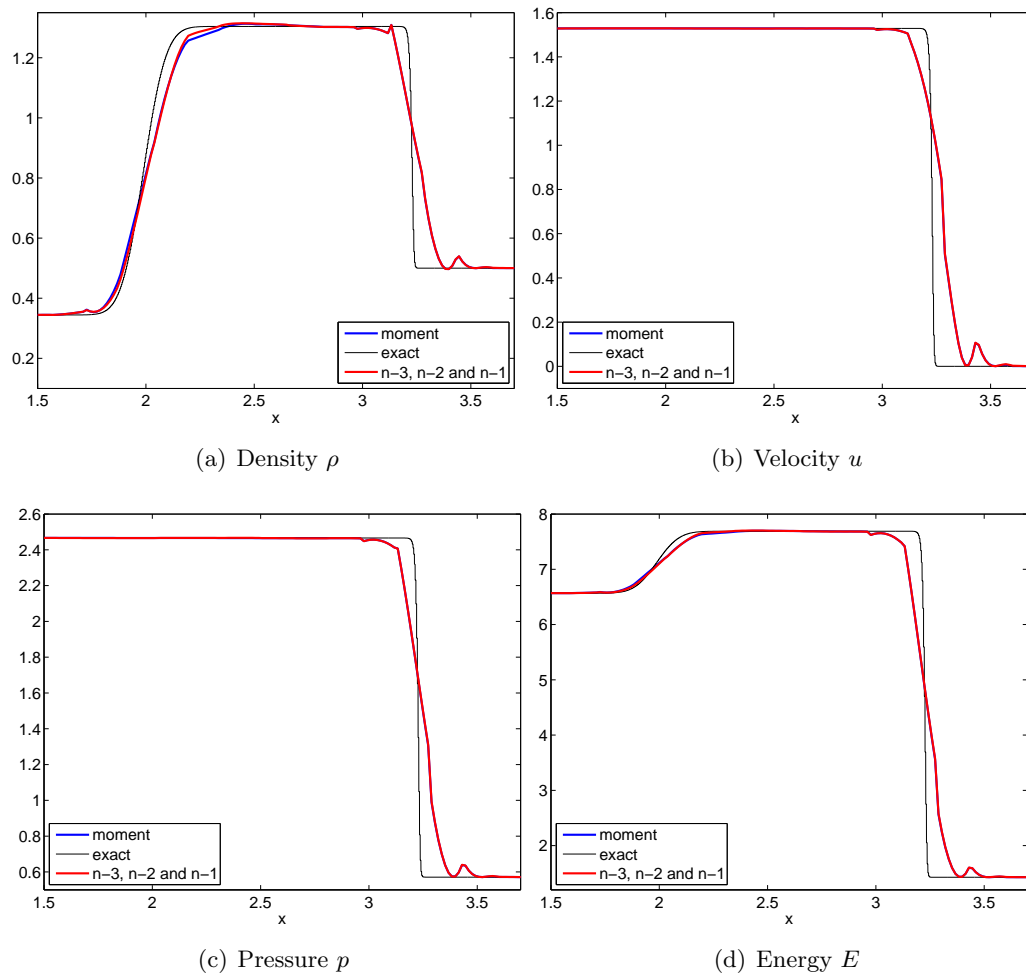 1.2
1
0.8
0.6
0.4
0.2
1.5 2 2.5 3 3.5
x
moment
exact
n−3, n−2 and n−1
(a) Density ρ
1.6
1.4
1.2
1
0.8
0.6
0.4
0.2
0
1.5 2 2.5 3 3.5
x
moment
exact
n−3, n−2 and n−1
(b) Velocity u
2.6
2.4
2.2
2
1.8
1.6
1.4
1.2
1
0.8
0.6
1.5 2 2.5 3 3.5
x
moment
exact
n−3, n−2 and n−1
(c) Pressure p
8
7
6
5
4
3
2
1.5 2 2.5 3 3.5
x
moment
exact
n−3, n−2 and n−1
(d) Energy E